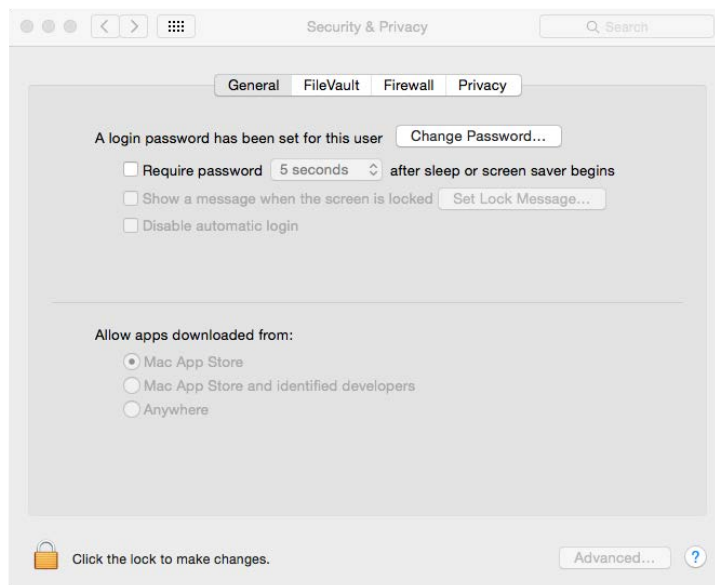 Security & Privacy
Search
General FileVault Firewall Privacy
A login password has been set for this user Change Password...
Require password 5 seconds after sleep or screen saver begins
Show a message when the screen is locked Set Lock Message...
Disable automatic login
Allow apps downloaded from:
Mac App Store
Mac App Store and identified developers
Anywhere
Click the lock to make changes.
Advanced... ?